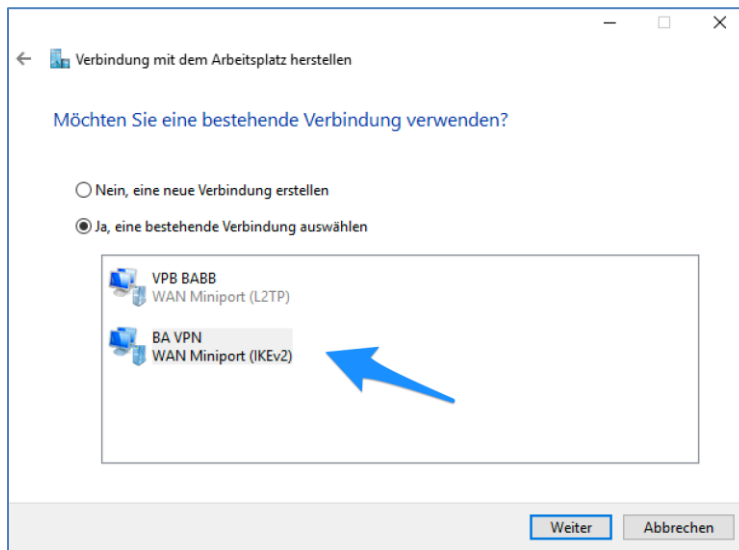 Verbindung mit dem Arbeitsplatz herstellen
Möchten Sie eine bestehende Verbindung verwenden?
Nein, eine neue Verbindung erstellen
Ja, eine bestehende Verbindung auswählen
VPB BABB
WAN Miniport (L2TP)
BA VPN
WAN Miniport (IKEv2)
Weiter
Abbrechen